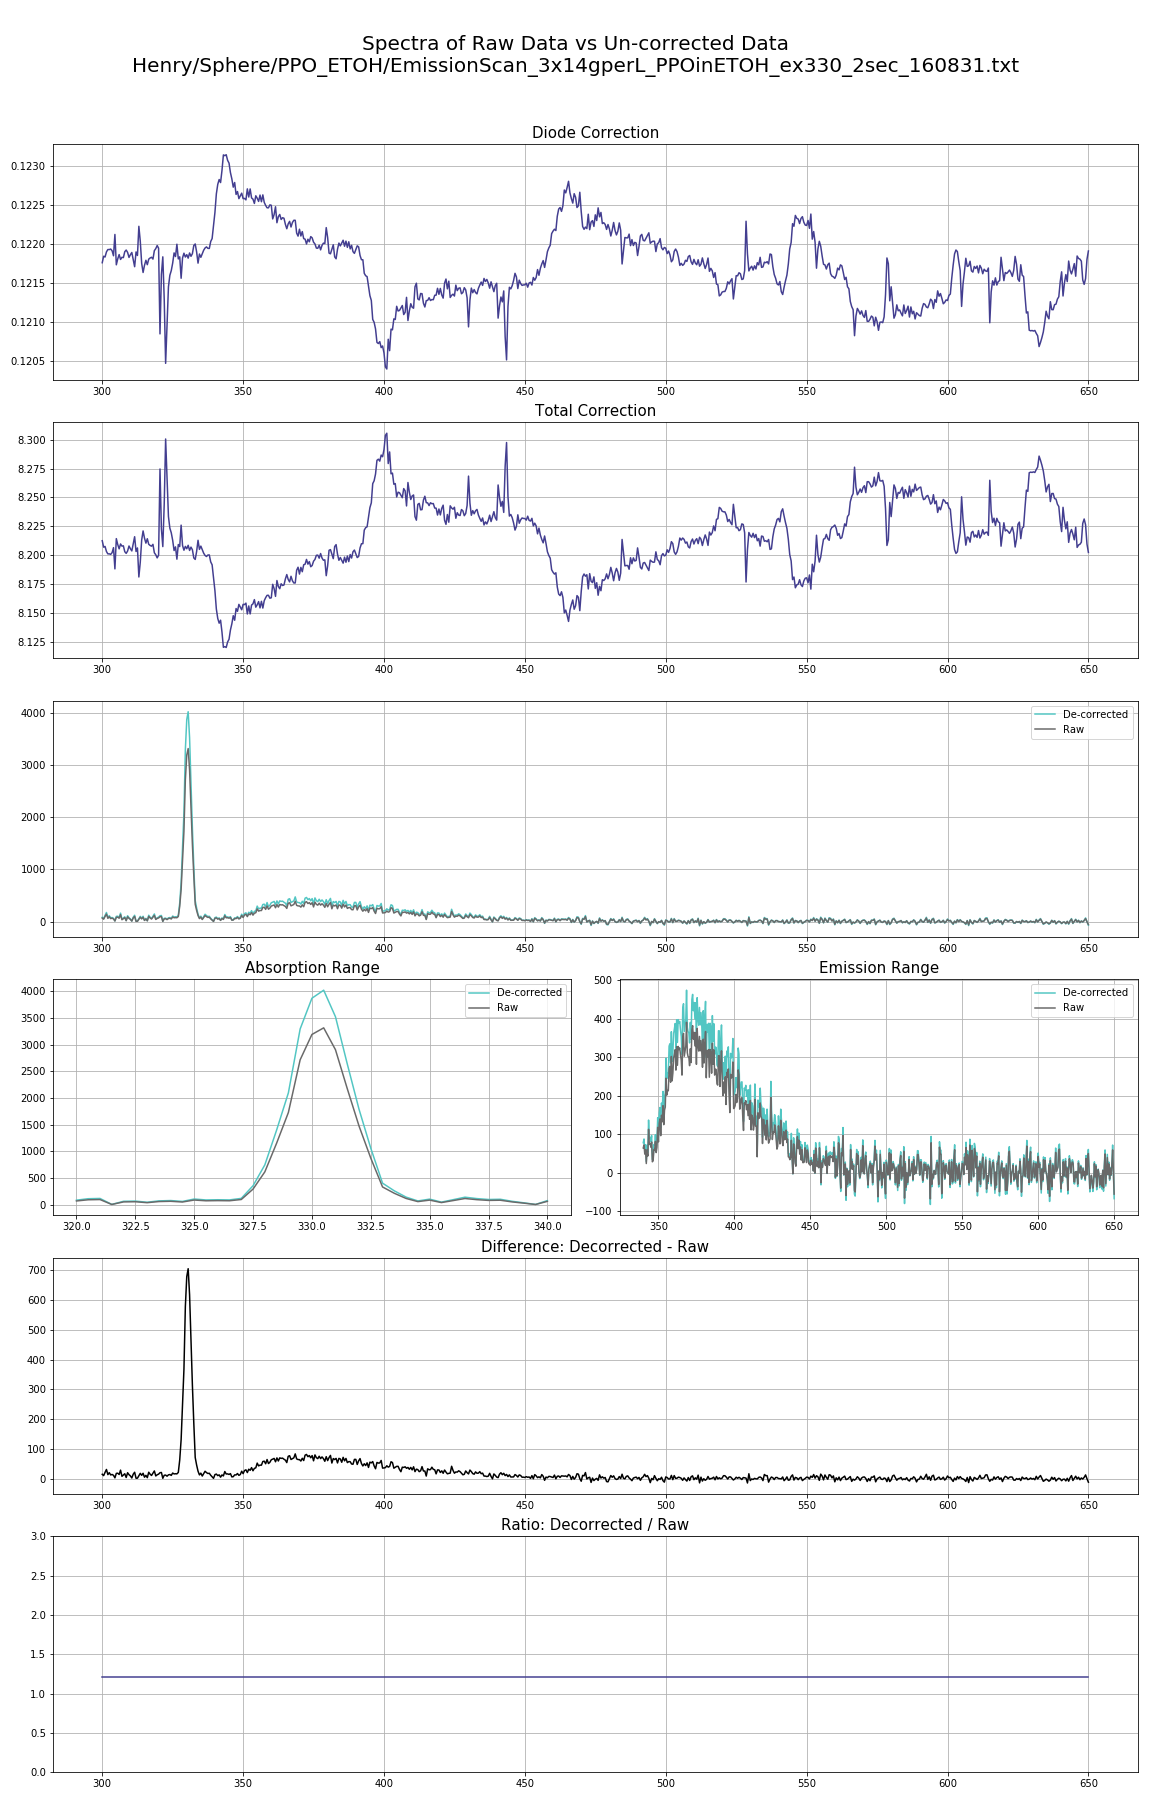 Spectra of Raw Data vs Un-corrected Data
Henry/Sphere/PPO_ETOH/EmissionScan_3x14gperL_PPOinETOH_ex330_2sec_160831.txt
Diode Correction
0.1230
0.1225
0.1220
0.1215
0.1210
0.1205
300 350 400 450 500 550 600 650
Total Correction
8.300
8.275
8.250
8.225
8.200
8.175
8.150
8.125
300 350 400 450 500 550 600 650
De-corrected
Raw
4000
3000
2000
1000
0
300 350 400 450 500 550 600 650
Absorption Range
De-corrected
Raw
4000
3500
3000
2500
2000
1500
1000
500
0
320.0 322.5 325.0 327.5 330.0 332.5 335.0 337.5 340.0
Emission Range
De-corrected
Raw
500
400
300
200
100
0
−100
350 400 450 500 550 600 650
Difference: Decorrected - Raw
700
600
500
400
300
200
100
0
300 350 400 450 500 550 600 650
Ratio: Decorrected / Raw
3.0
2.5
2.0
1.5
1.0
0.5
0.0
300 350 400 450 500 550 600 650